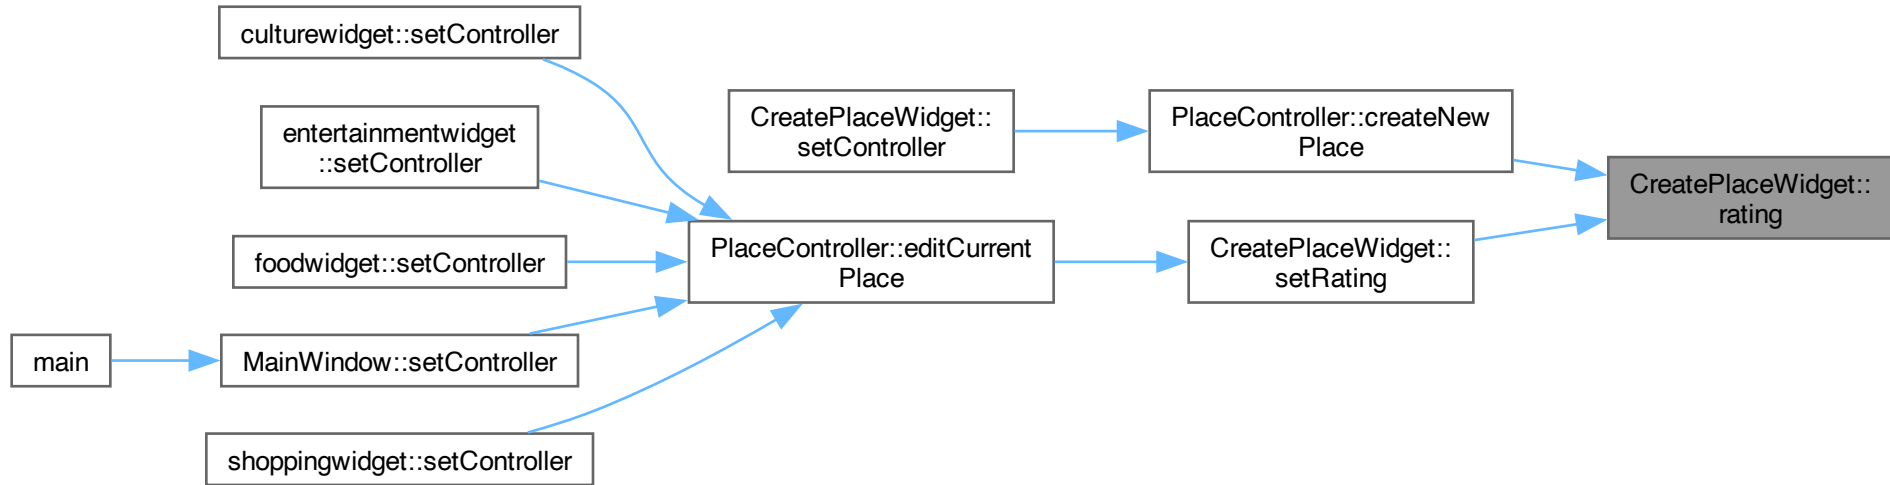 culturewidget::setController
entertainmentwidget
::setController
foodwidget::setController
main
MainWindow::setController
shoppingwidget::setController
CreatePlaceWidget::
setController
PlaceController::editCurrent
Place
PlaceController::createNew
Place
CreatePlaceWidget::
setRating
CreatePlaceWidget::
rating